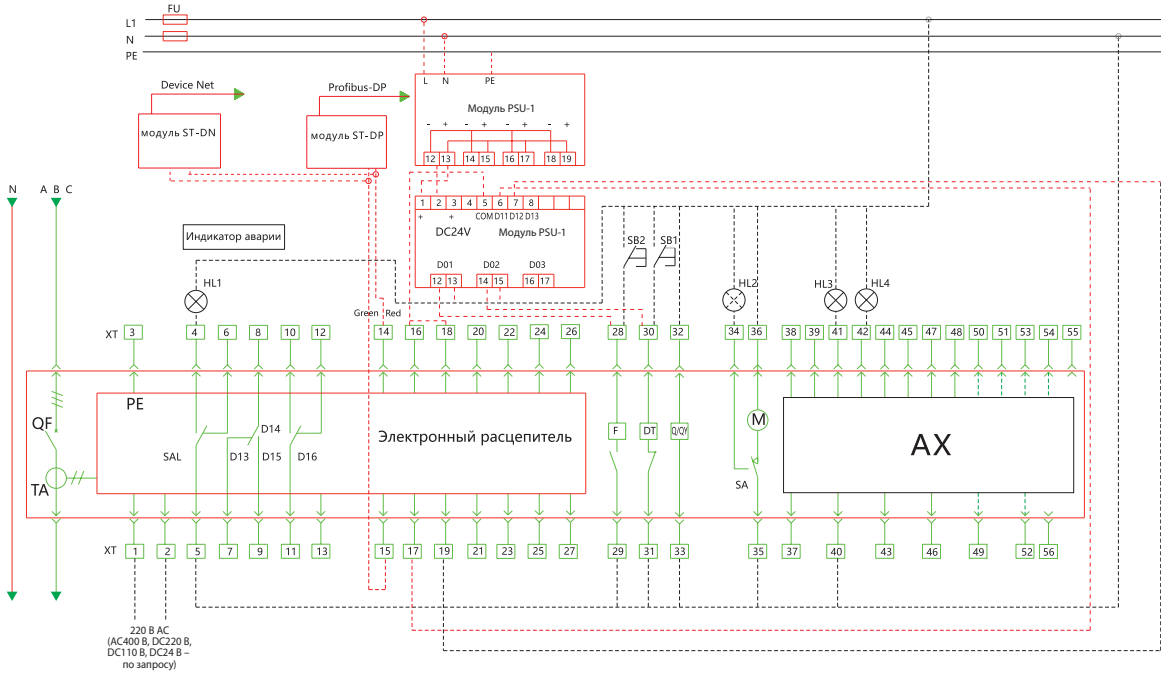 FU
L1
N
PE
Device Net
Profibus-DP
L N PE
Модуль PSU-1
- + - + - + - +
12 13 14 15 16 17 18 19
модуль ST-DN
модуль ST-DP
N A B C
1 2 3 4 5 6 7 8
+ + COM D11 D12 D13
DC24V Модуль PSU-1
D01 D02 D03
12 13 14 15 16 17
Индикатор аварии
SB2 SB1
HL1 HL2 HL3 HL4
Green Red
XT 3 4 6 8 10 12 14 16 18 20 22 24 26 28 30 32 34 36 38 39 41 42 44 45 47 48 50 51 53 54 55
PE
QF
D14
Электронный расцепитель
F DT Q/QY
M
AX
SAL D13 D15 D16
SA
TA
XT 1 2 5 7 9 11 13 15 17 19 21 23 25 27 29 31 33 35 37 40 43 46 49 52 56
220 В AC
(AC400 В, DC220 В,
DC110 В, DC24 В –
по запросу)